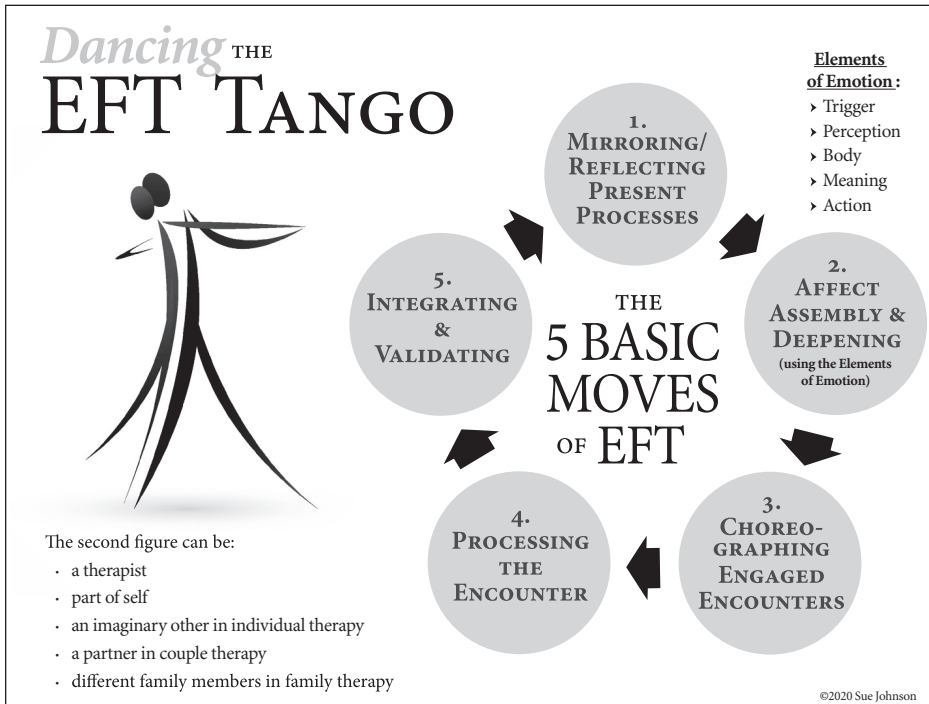 Dancing THE
EFT TANGO
Elements
of Emotion :
› Trigger
› Perception
› Body
› Meaning
› Action
1.
MIRRORING/
REFLECTING
PRESENT
PROCESSES
2.
AFFECT
ASSEMBLY &
DEEPENING
(using the Elements
of Emotion)
3.
CHOREO-
GRAPHING
ENGAGED
ENCOUNTERS
4.
PROCESSING
THE
ENCOUNTER
5.
INTEGRATING
&
VALIDATING
THE
5 BASIC
MOVES
OF EFT
The second figure can be:
· a therapist
· part of self
· an imaginary other in individual therapy
· a partner in couple therapy
· different family members in family therapy
©2020 Sue Johnson